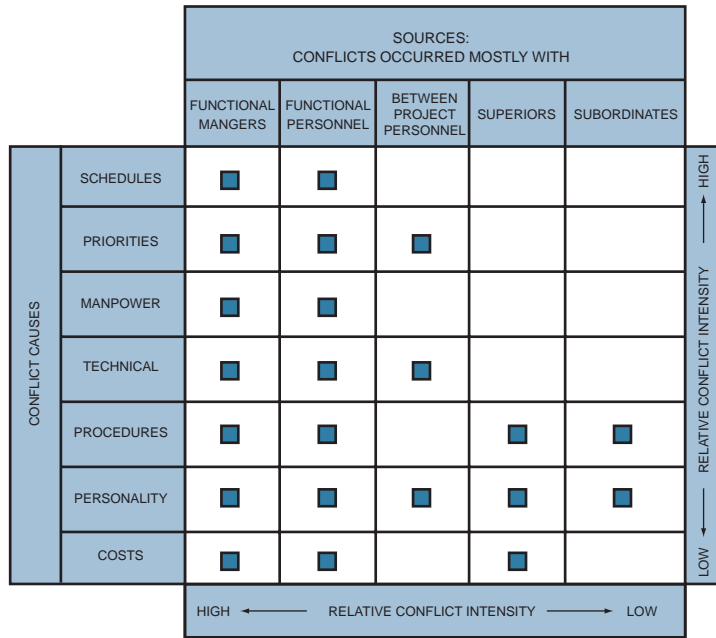 SOURCES:
CONFLICTS OCCURRED MOSTLY WITH
FUNCTIONAL
MANGERS
FUNCTIONAL
PERSONNEL
BETWEEN
PROJECT
PERSONNEL
SUPERIORS
SUBORDINATES
CONFLICT CAUSES
SCHEDULES
PRIORITIES
MANPOWER
TECHNICAL
PROCEDURES
PERSONALITY
COSTS
LOW RELATIVE CONFLICT INTENSITY HIGH
HIGH RELATIVE CONFLICT INTENSITY LOW